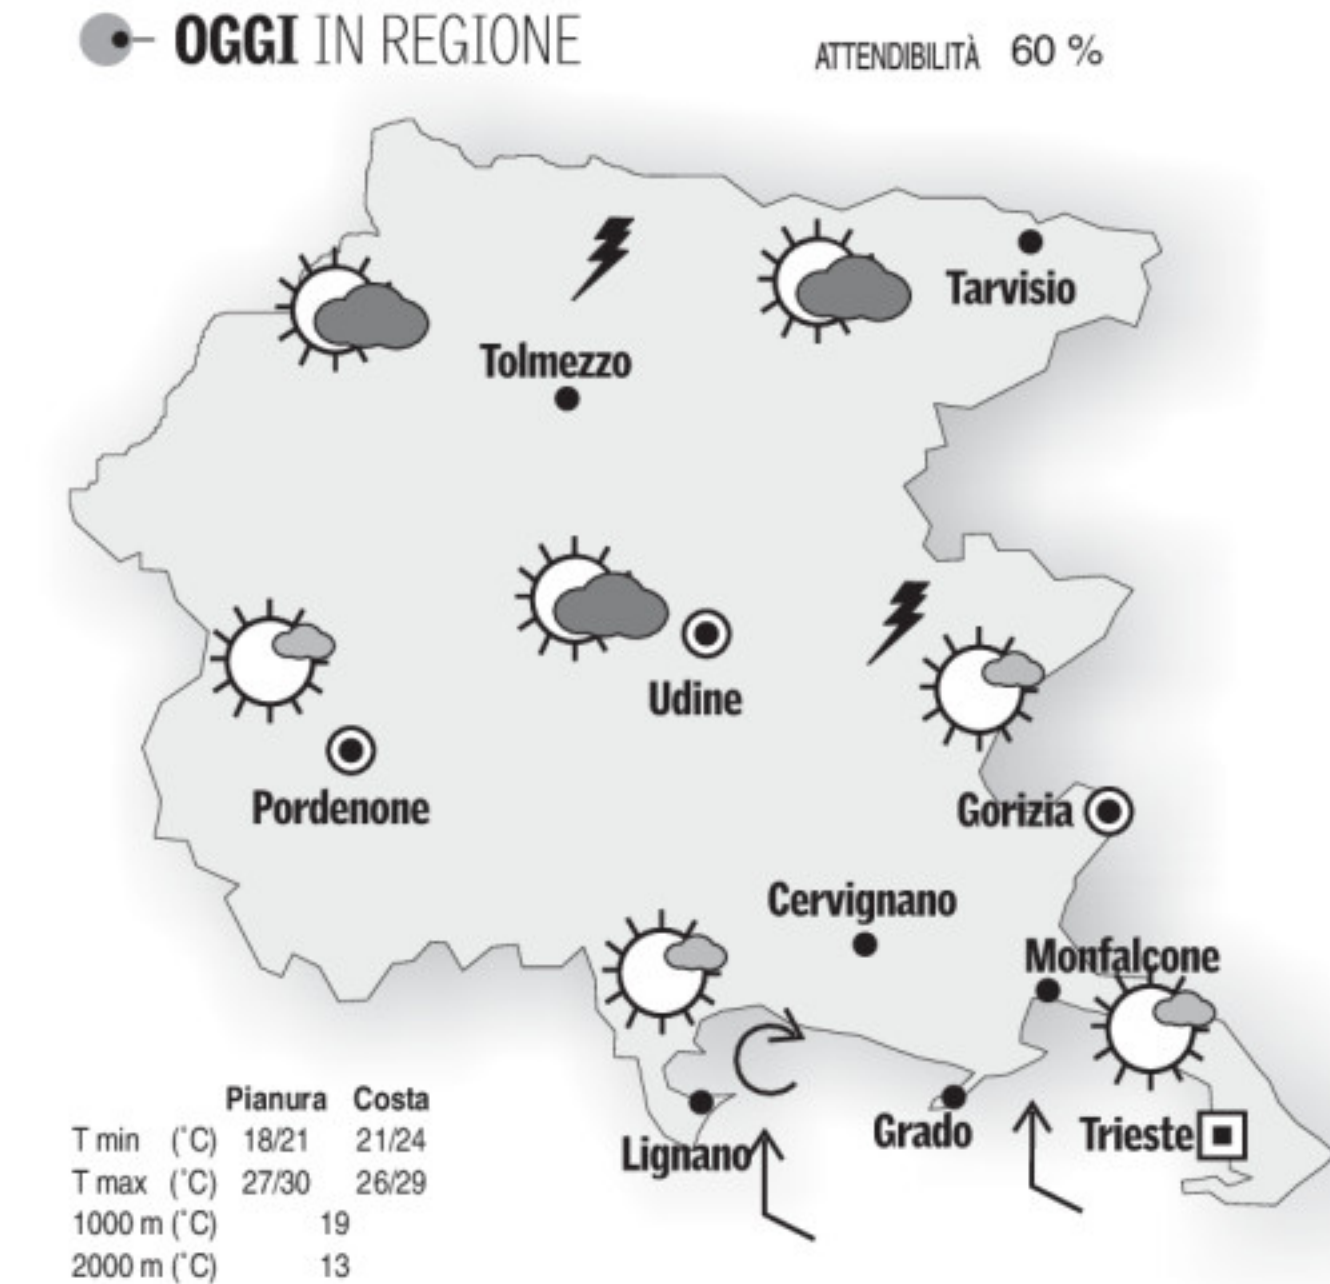 OGGI IN REGIONE
ATTENDIBILITÀ 60 %
Tarvisio
Tolmezzo
Udine
Pordenone
Gorizia
Cervignano
Monfalcone
Grado
Trieste
Lignano
Pianura Costa
T min (°C) 18/21 21/24
T max (°C) 27/30 26/29
1000 m (°C) 19
2000 m (°C) 13